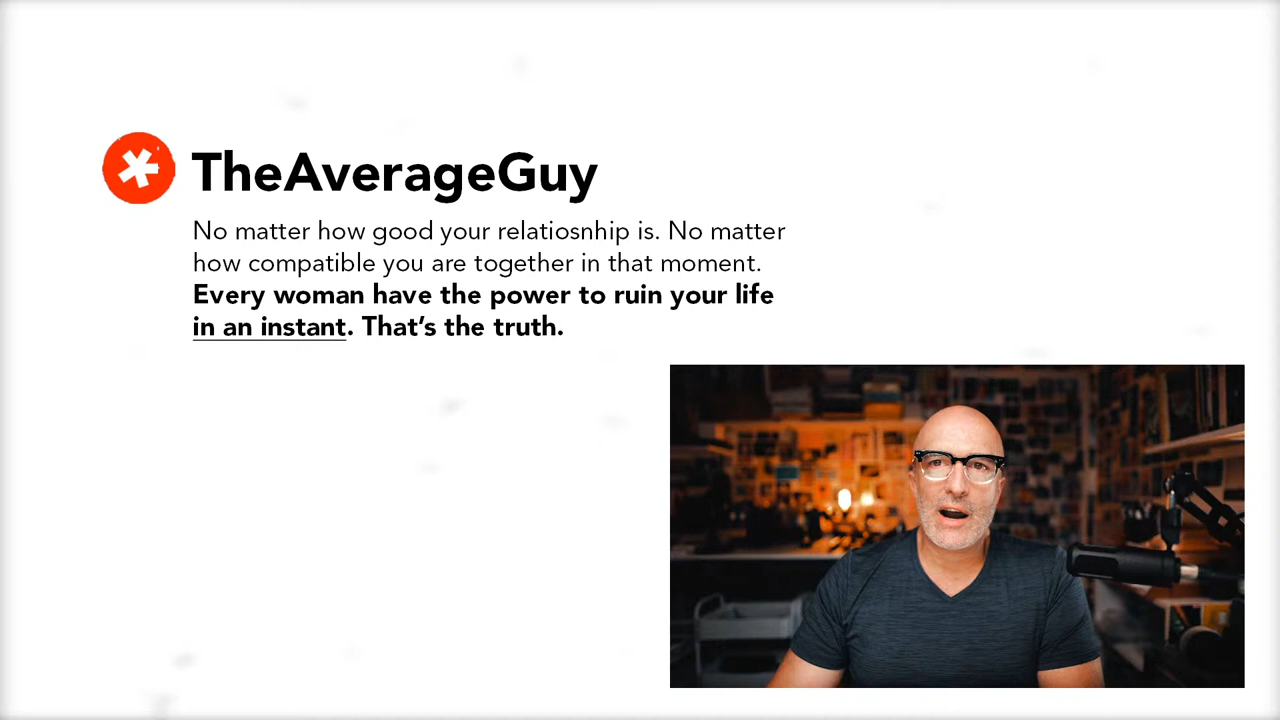 TheAverageGuy
No matter how good your relatiosnhip is. No matter
how compatible you are together in that moment.
Every woman have the power to ruin your life
in an instant. That's the truth.